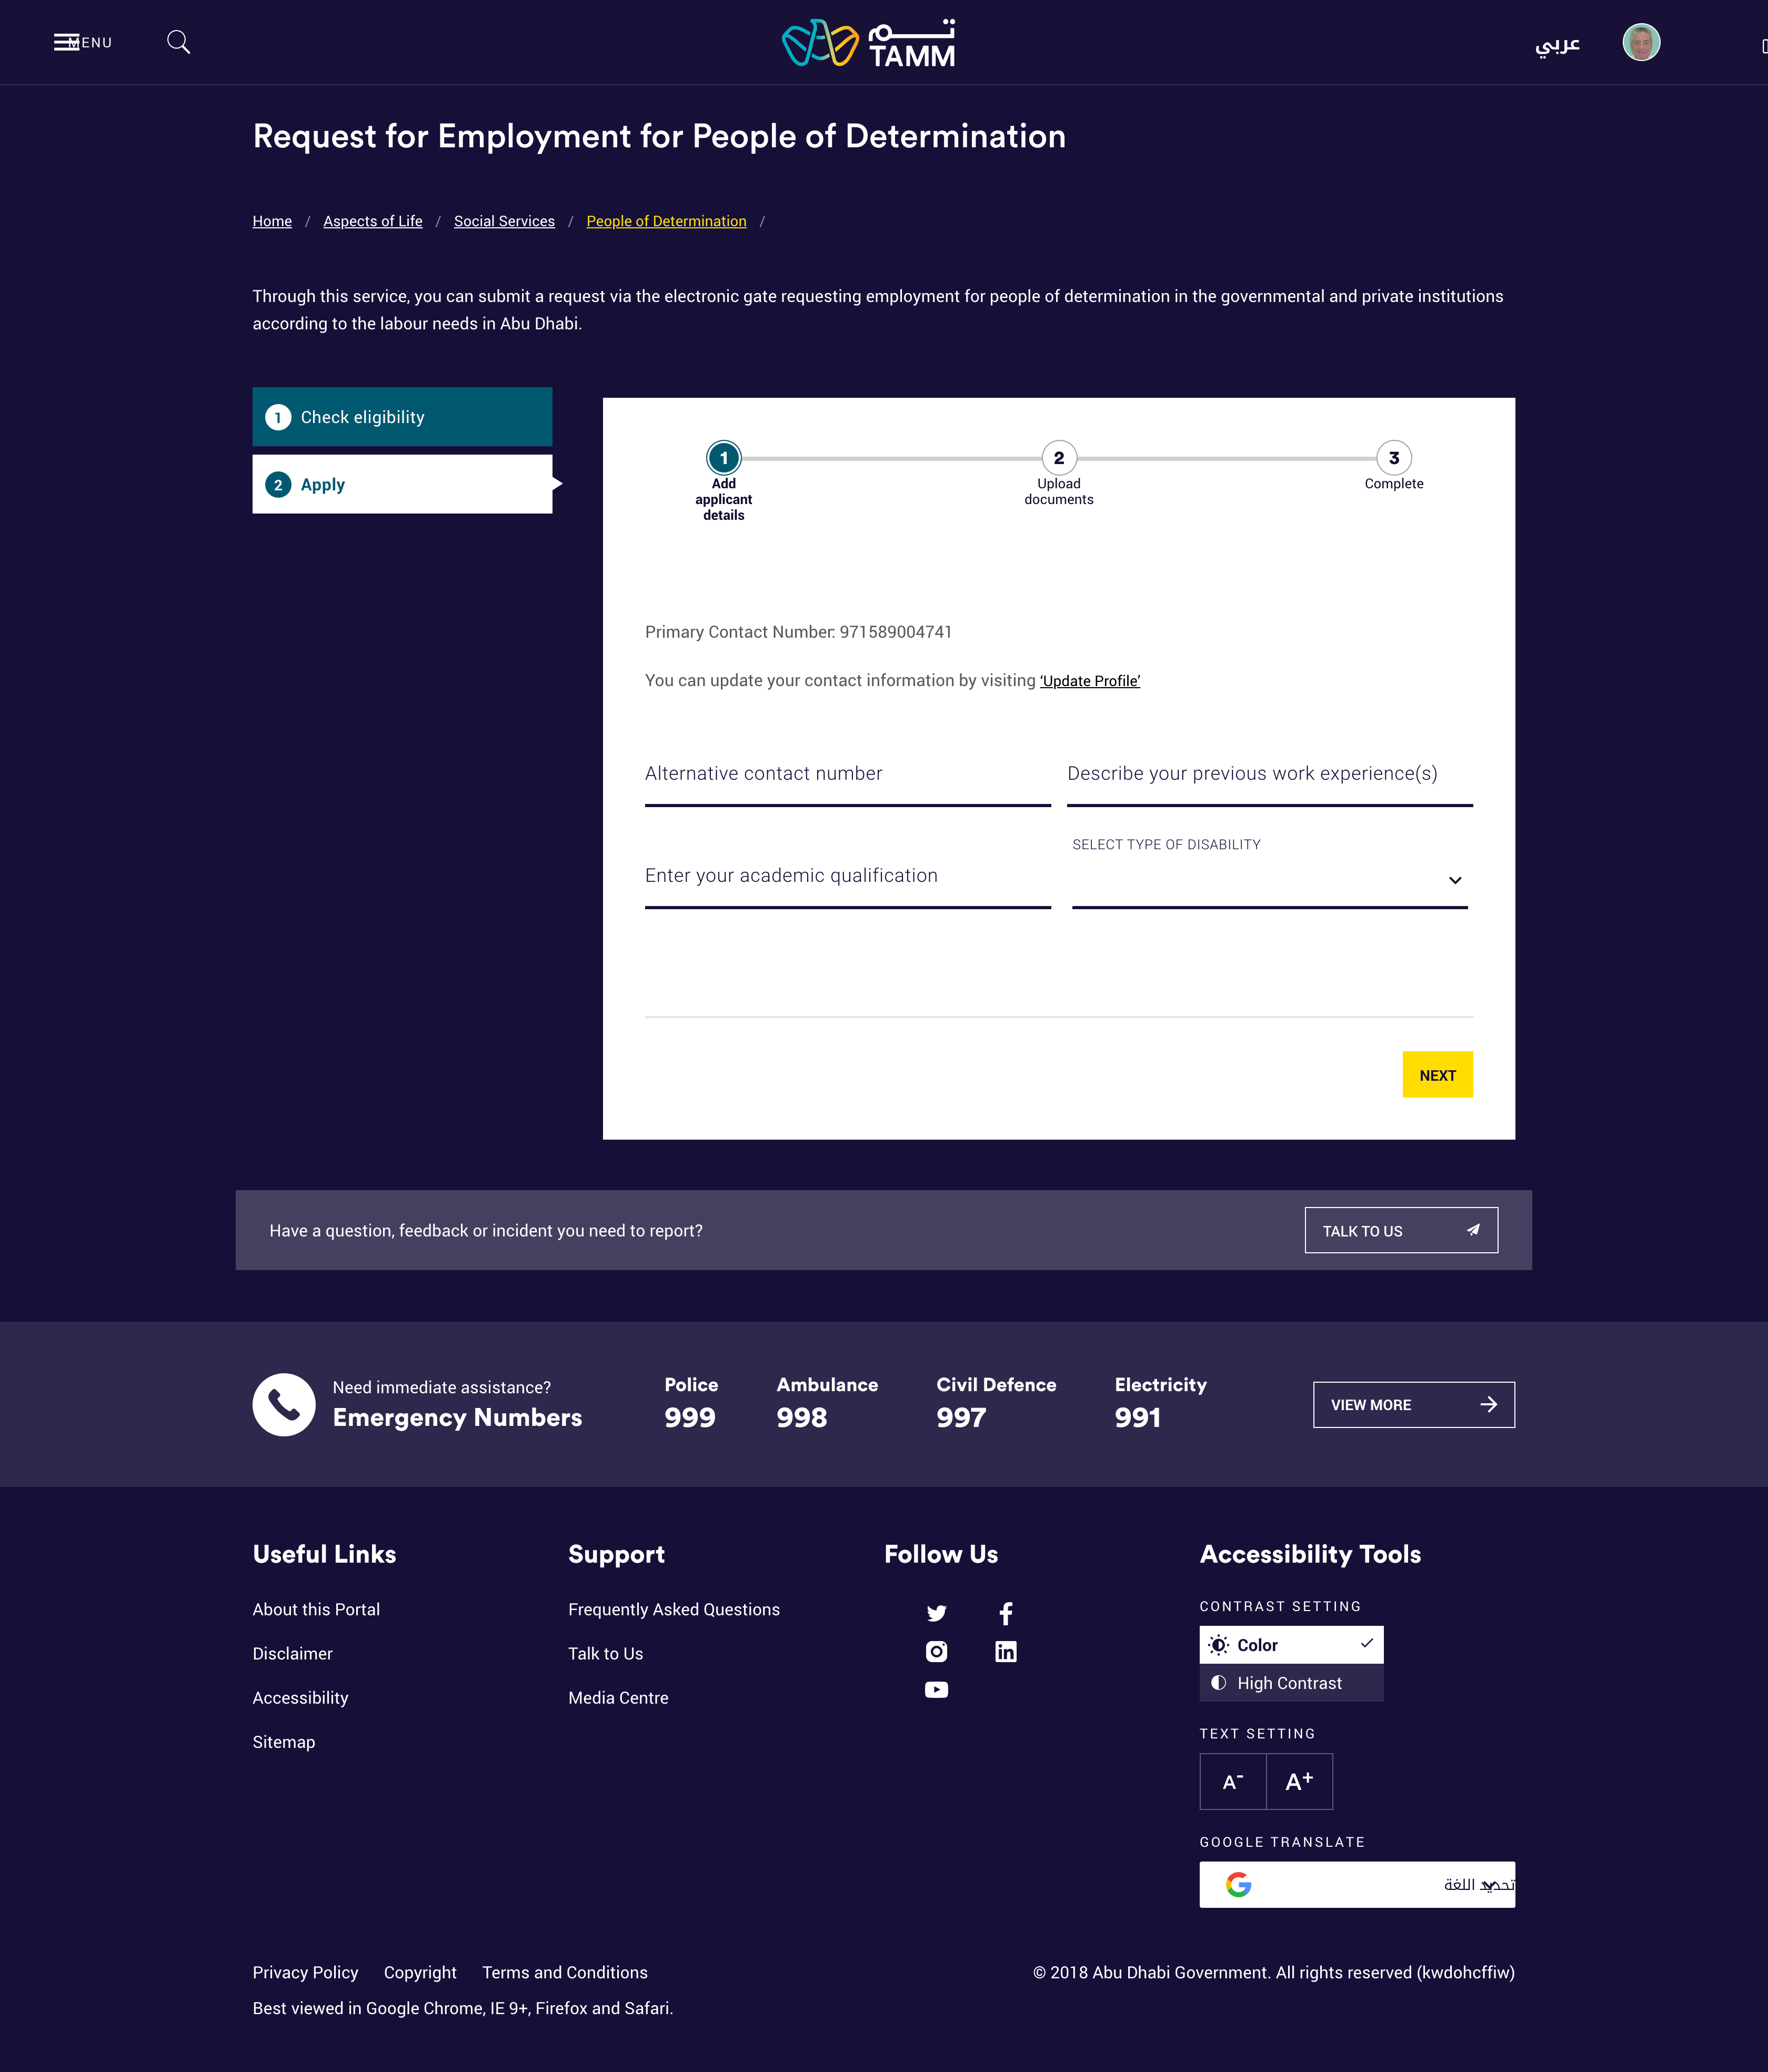 MENU
تـــم
TAMM
عربي
Request for Employment for People of Determination
Home / Aspects of Life / Social Services / People of Determination /
Through this service, you can submit a request via the electronic gate requesting employment for people of determination in the governmental and private institutions
according to the labour needs in Abu Dhabi.
1 Check eligibility
2 Apply
1
Add
applicant
details
2
Upload
documents
3
Complete
Primary Contact Number: 971589004741
You can update your contact information by visiting ‘Update Profile’
Alternative contact number
Describe your previous work experience(s)
Enter your academic qualification
SELECT TYPE OF DISABILITY
NEXT
Have a question, feedback or incident you need to report?
TALK TO US
Need immediate assistance?
Emergency Numbers
Police
999
Ambulance
998
Civil Defence
997
Electricity
991
VIEW MORE
Useful Links
About this Portal
Disclaimer
Accessibility
Sitemap
Support
Frequently Asked Questions
Talk to Us
Media Centre
Follow Us
Accessibility Tools
CONTRAST SETTING
Color
High Contrast
TEXT SETTING
A-
A+
GOOGLE TRANSLATE
تحديد اللغة
Privacy Policy Copyright Terms and Conditions
© 2018 Abu Dhabi Government. All rights reserved (kwdohcffiw)
Best viewed in Google Chrome, IE 9+, Firefox and Safari.